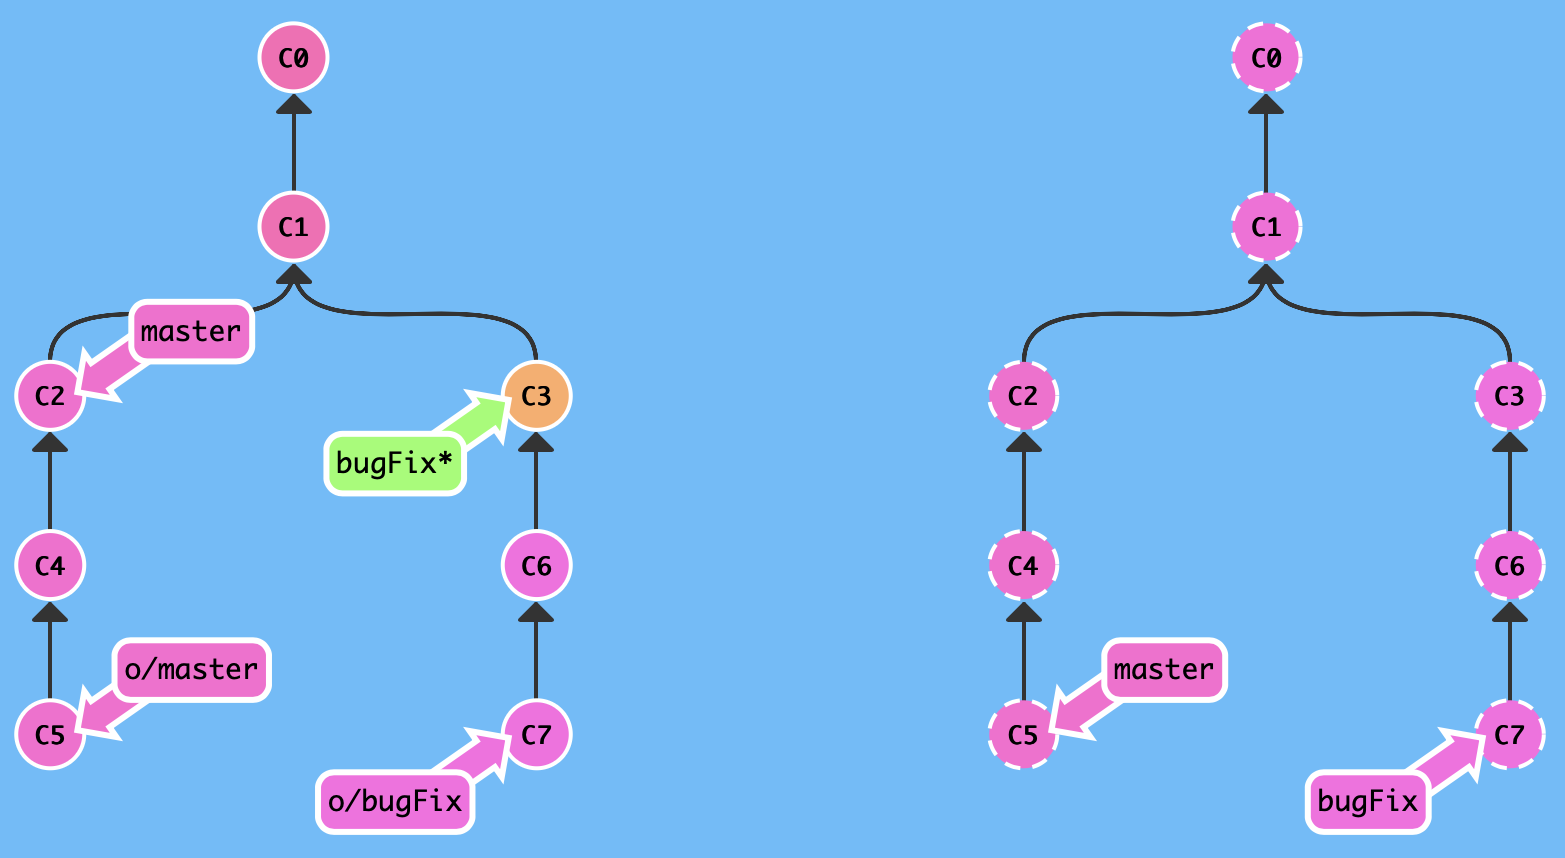 C0
C1
master
C2
C3
bugFix*
C4
C6
o/master
C5
C7
o/bugFix
C0
C1
C2
C3
C4
C6
master
C5
C7
bugFix